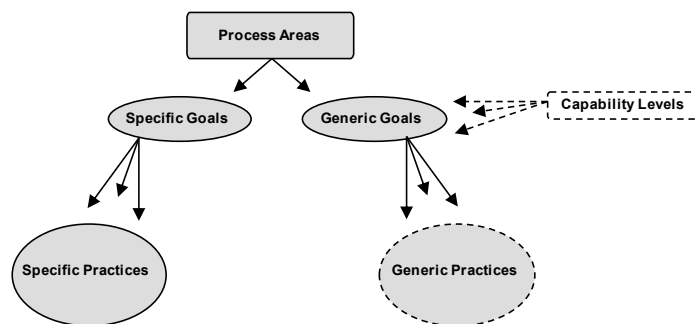 Process Areas
Specific Goals
Generic Goals
Capability Levels
Specific Practices
Generic Practices